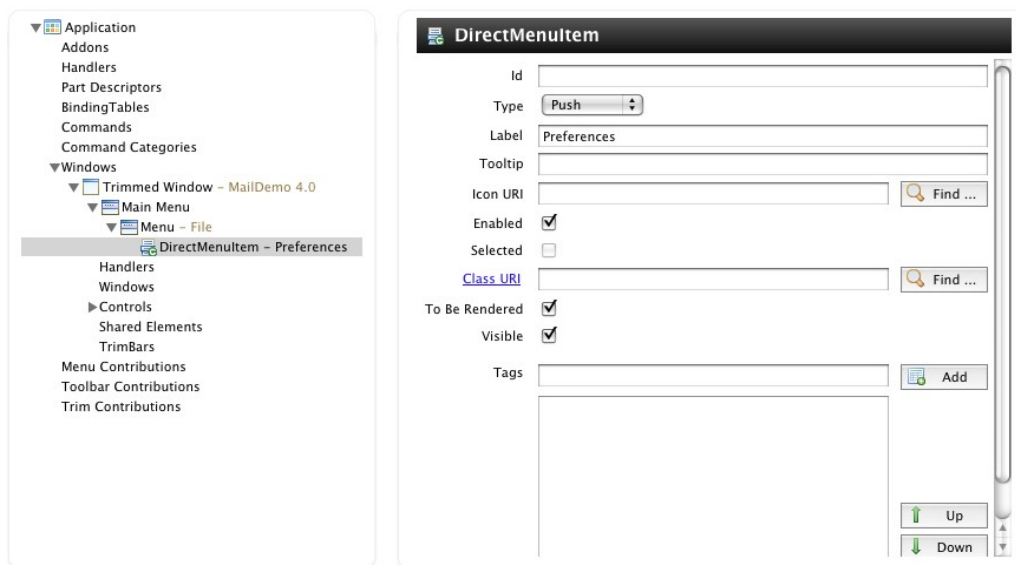 Application
Addons
Handlers
Part Descriptors
BindingTables
Commands
Command Categories
Windows
Trimmed Window – MailDemo 4.0
Main Menu
Menu – File
DirectMenuItem – Preferences
Handlers
Windows
Controls
Shared Elements
TrimBars
Menu Contributions
Toolbar Contributions
Trim Contributions
DirectMenuItem
Id
Type Push
Label Preferences
Tooltip
Icon URI Find ...
Enabled
Selected
Class URI Find ...
To Be Rendered
Visible
Tags Add
Up
Down